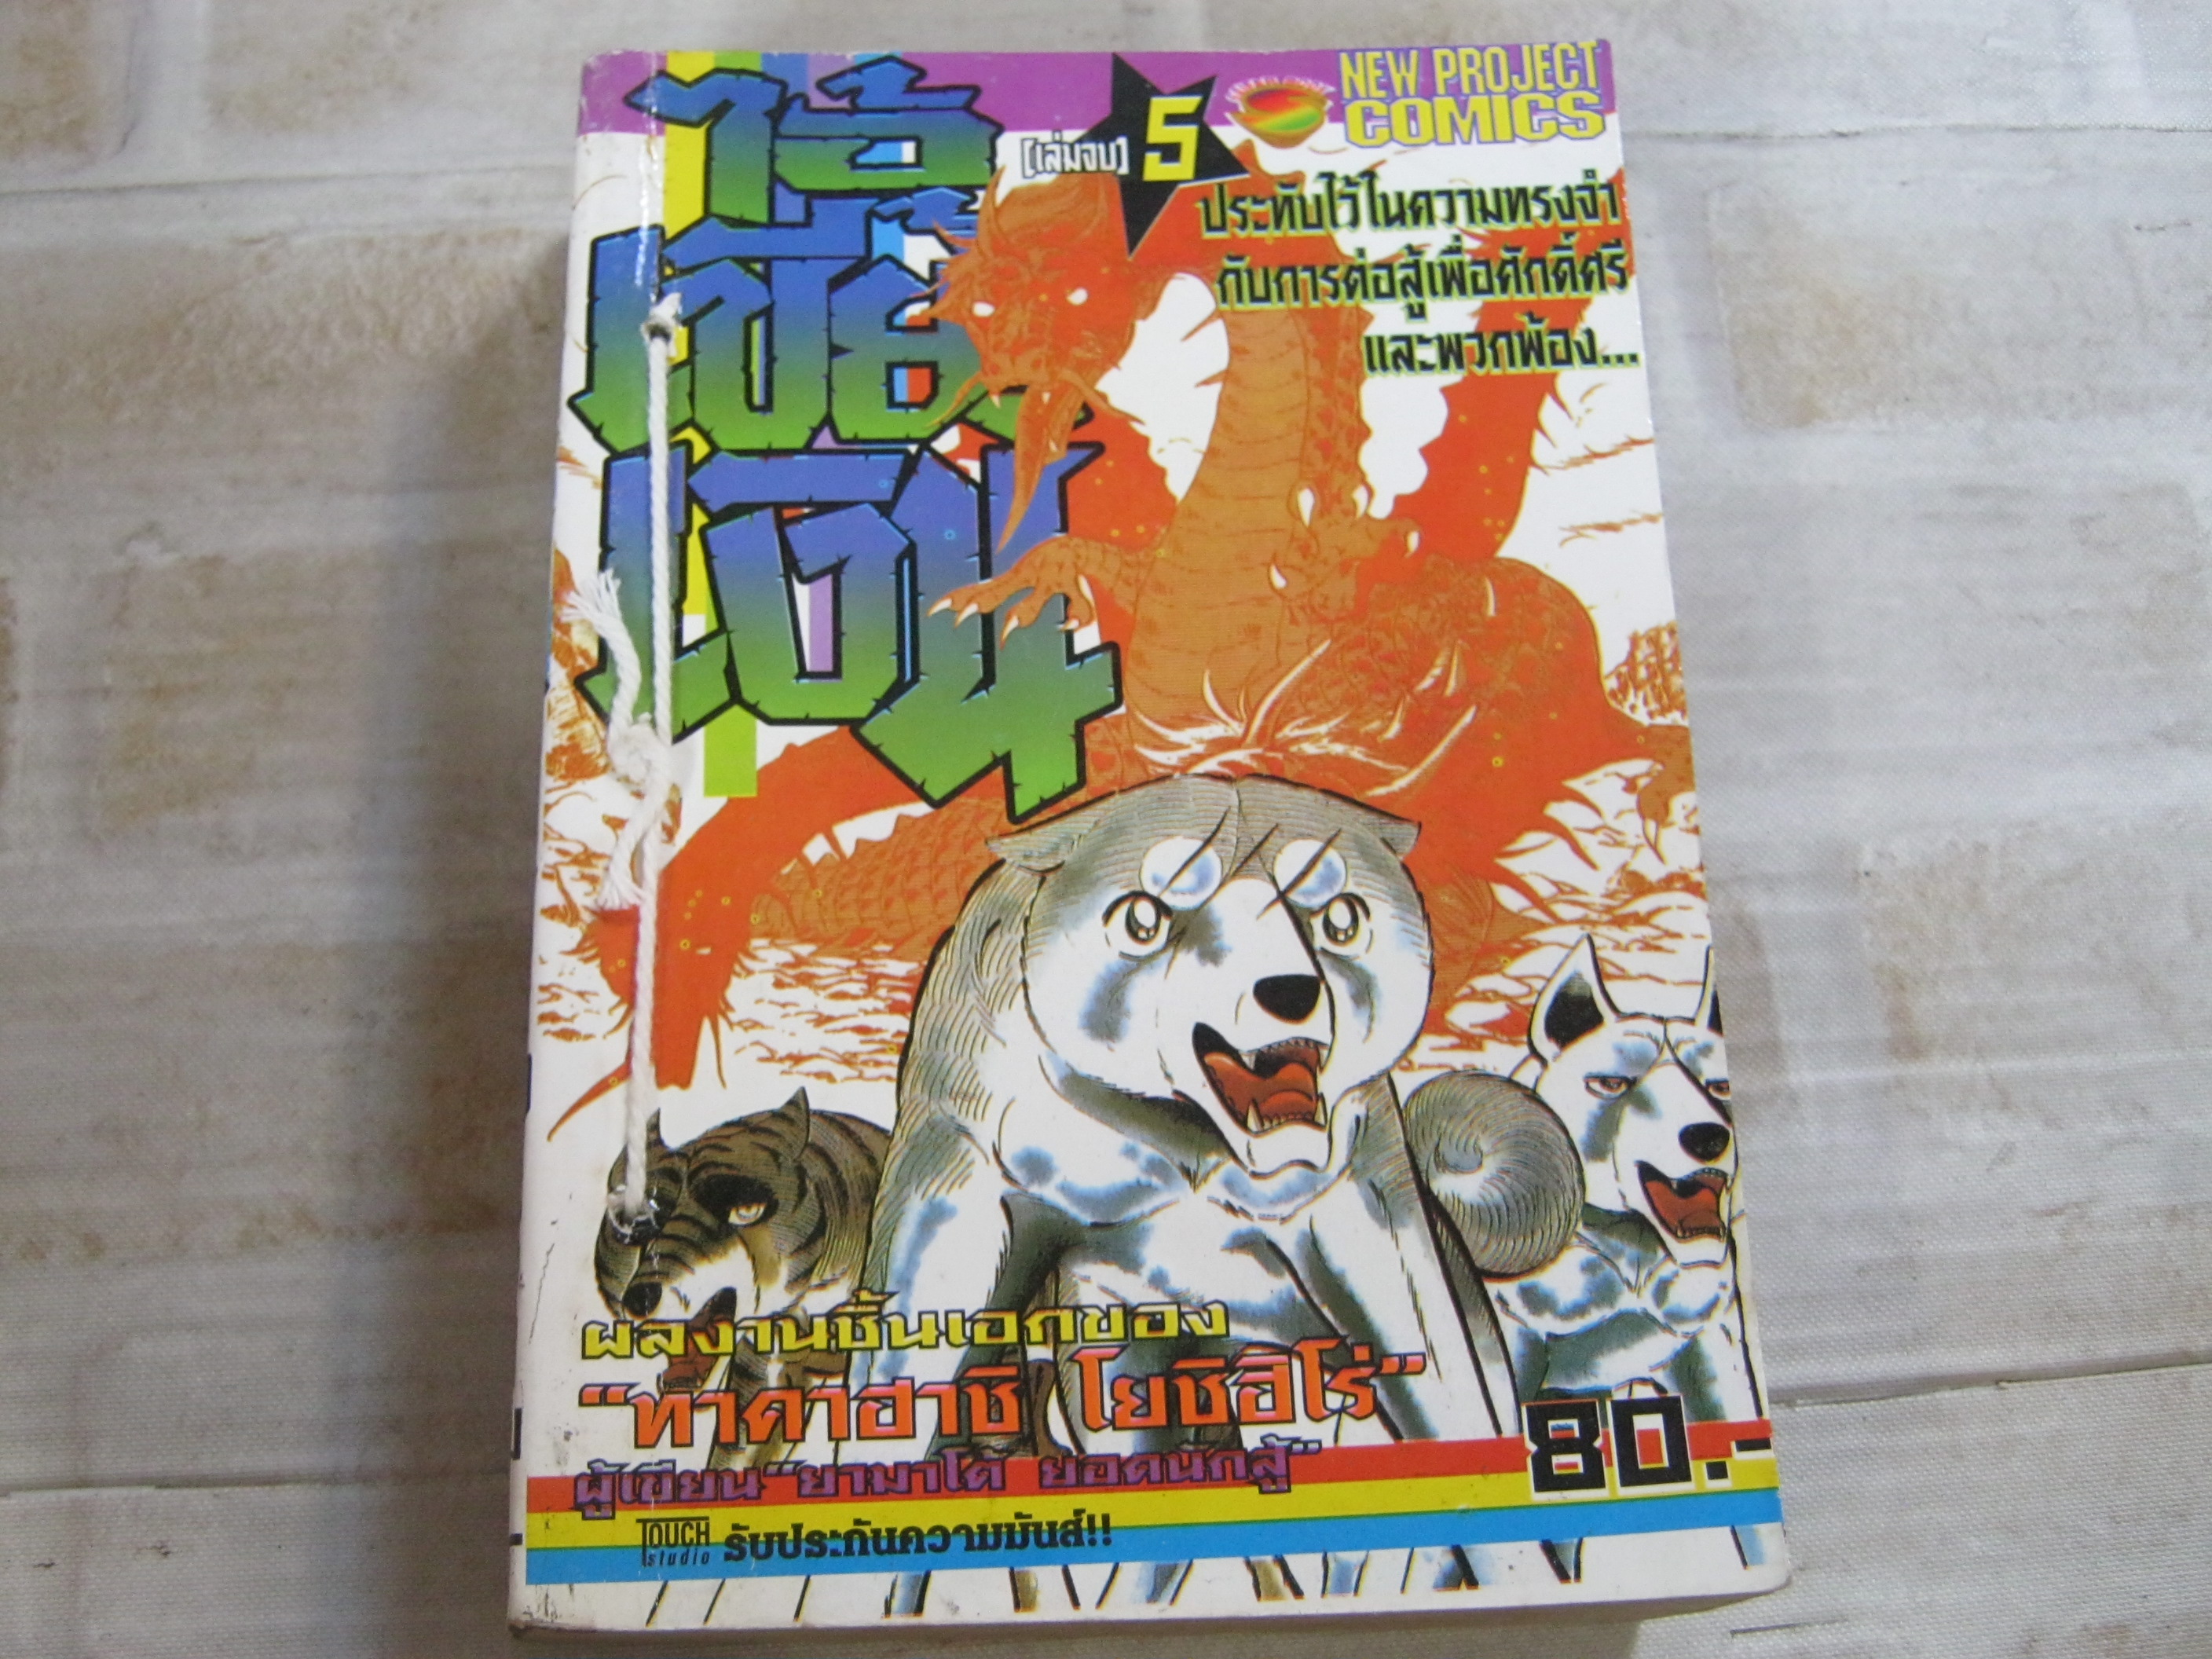 ไอ้
เขี้ยว
เงิน
[เล่มจบ] 5
NEW PROJECT
COMICS
ประทับไว้ในความทรงจำ
กับการต่อสู้เพื่อศักดิ์ศรี
และพวกพ้อง...
ผลงานชิ้นเอกของ
"ทาคาฮาชิ โยชิฮิโร่"
ผู้เขียน "ยามาโต้ ยอดนักสู้"
80.-
TOUCH
studio
รับประกันความมันส์!!